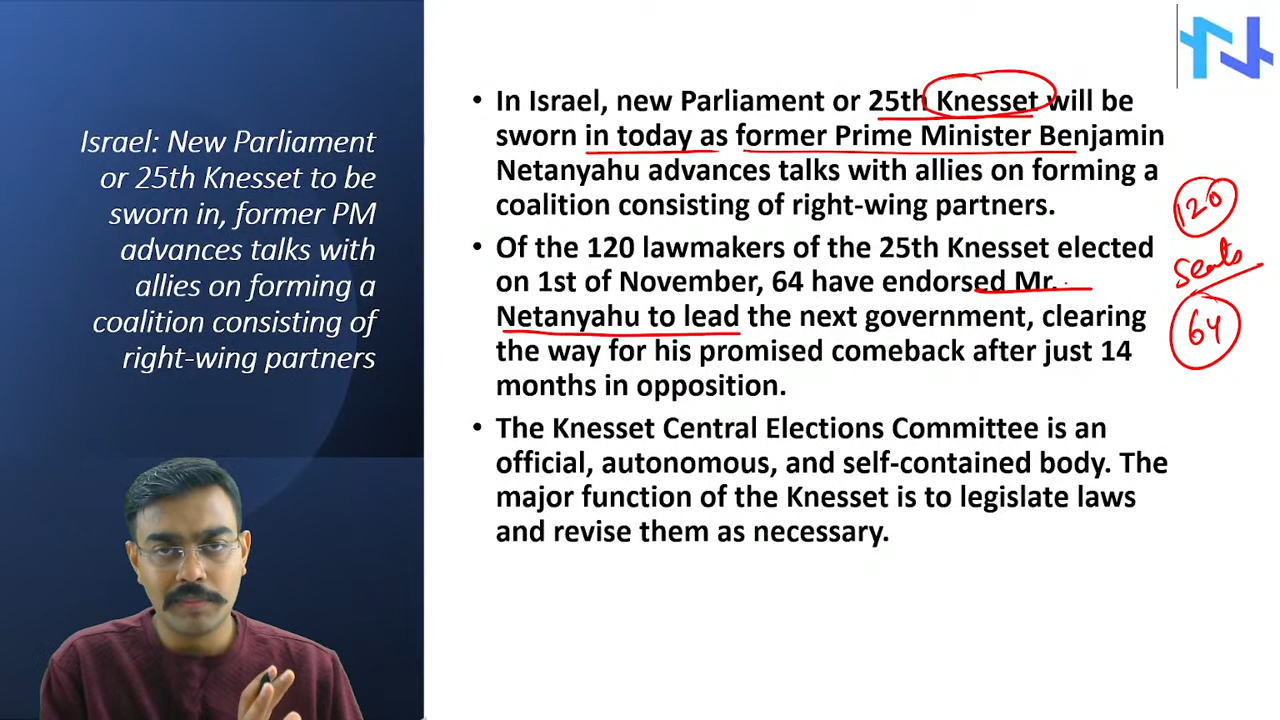 Israel: New Parliament
or 25th Knesset to be
sworn in, former PM
advances talks with
allies on forming a
coalition consisting of
right-wing partners
• In Israel, new Parliament or 25th Knesset will be
sworn in today as former Prime Minister Benjamin
Netanyahu advances talks with allies on forming a
coalition consisting of right-wing partners.
• Of the 120 lawmakers of the 25th Knesset elected
on 1st of November, 64 have endorsed Mr.
Netanyahu to lead the next government, clearing
the way for his promised comeback after just 14
months in opposition.
• The Knesset Central Elections Committee is an
official, autonomous, and self-contained body. The
major function of the Knesset is to legislate laws
and revise them as necessary.
120
Seats
64